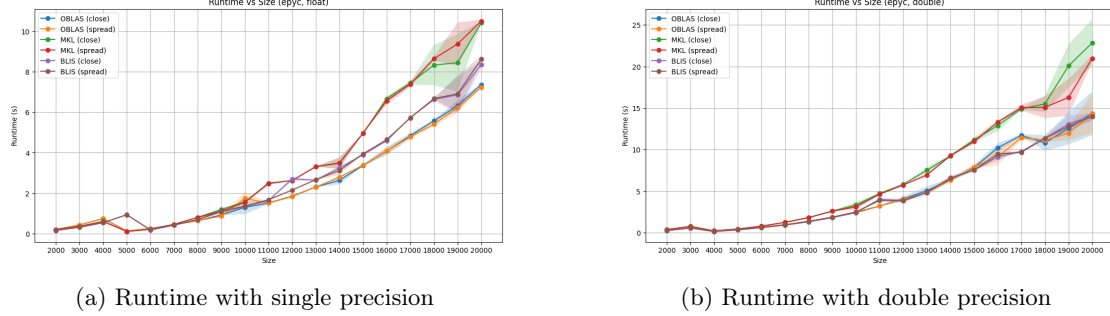 Runtime vs Size (epyc, float)
OBLAS (close)
OBLAS (spread)
MKL (close)
MKL (spread)
BLIS (close)
BLIS (spread)
10
8
6
4
2
0
Runtime (s)
2000 3000 4000 5000 6000 7000 8000 9000 10000 11000 12000 13000 14000 15000 16000 17000 18000 19000 20000
Size
(a) Runtime with single precision
Runtime vs Size (epyc, double)
OBLAS (close)
OBLAS (spread)
MKL (close)
MKL (spread)
BLIS (close)
BLIS (spread)
25
20
15
10
5
0
Runtime (s)
2000 3000 4000 5000 6000 7000 8000 9000 10000 11000 12000 13000 14000 15000 16000 17000 18000 19000 20000
Size
(b) Runtime with double precision